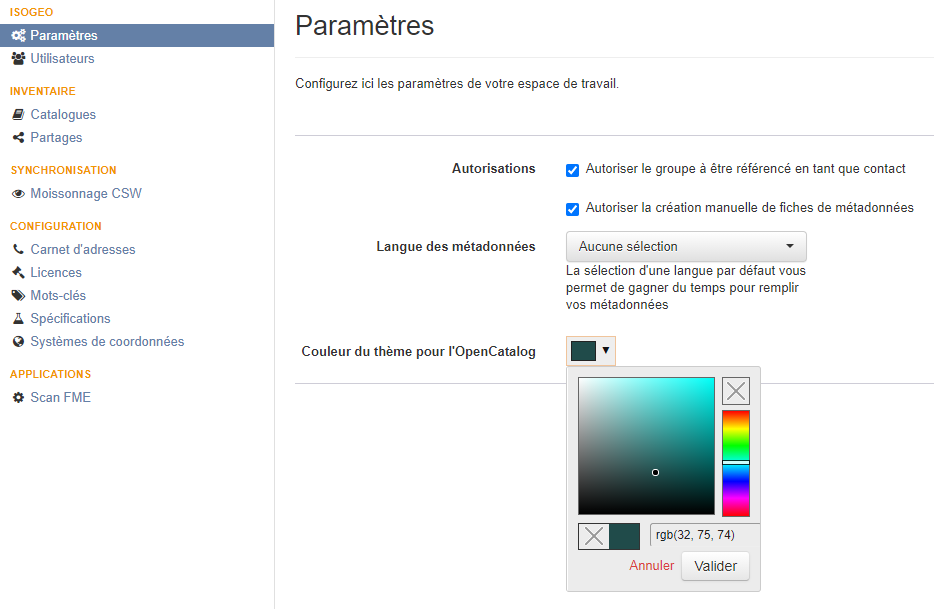 ISOGEO
Paramètres
Utilisateurs
INVENTAIRE
Catalogues
Partages
SYNCHRONISATION
Moissonnage CSW
CONFIGURATION
Carnet d'adresses
Licences
Mots-clés
Spécifications
Systèmes de coordonnées
APPLICATIONS
Scan FME
Paramètres
Configurez ici les paramètres de votre espace de travail.
Autorisations
Autoriser le groupe à être référencé en tant que contact
Autoriser la création manuelle de fiches de métadonnées
Langue des métadonnées
Aucune sélection
La sélection d'une langue par défaut vous
permet de gagner du temps pour remplir
vos métadonnées
Couleur du thème pour l'OpenCatalog
rgb(32, 75, 74)
Annuler
Valider